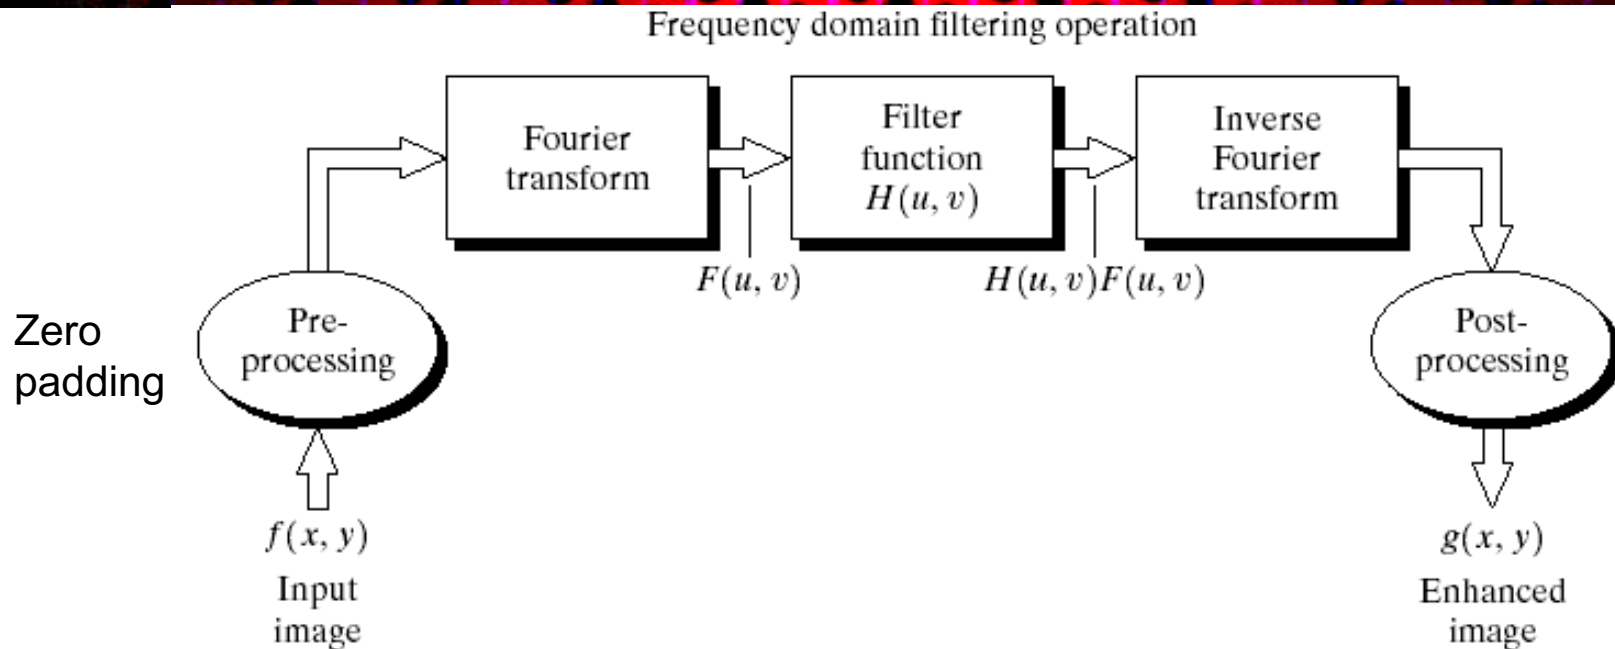 Frequency domain filtering operation
Fourier
transform
Filter
function
H(u, v)
Inverse
Fourier
transform
F(u, v)
H(u, v)F(u, v)
Zero
padding
Pre-
processing
Post-
processing
f(x, y)
Input
image
g(x, y)
Enhanced
image